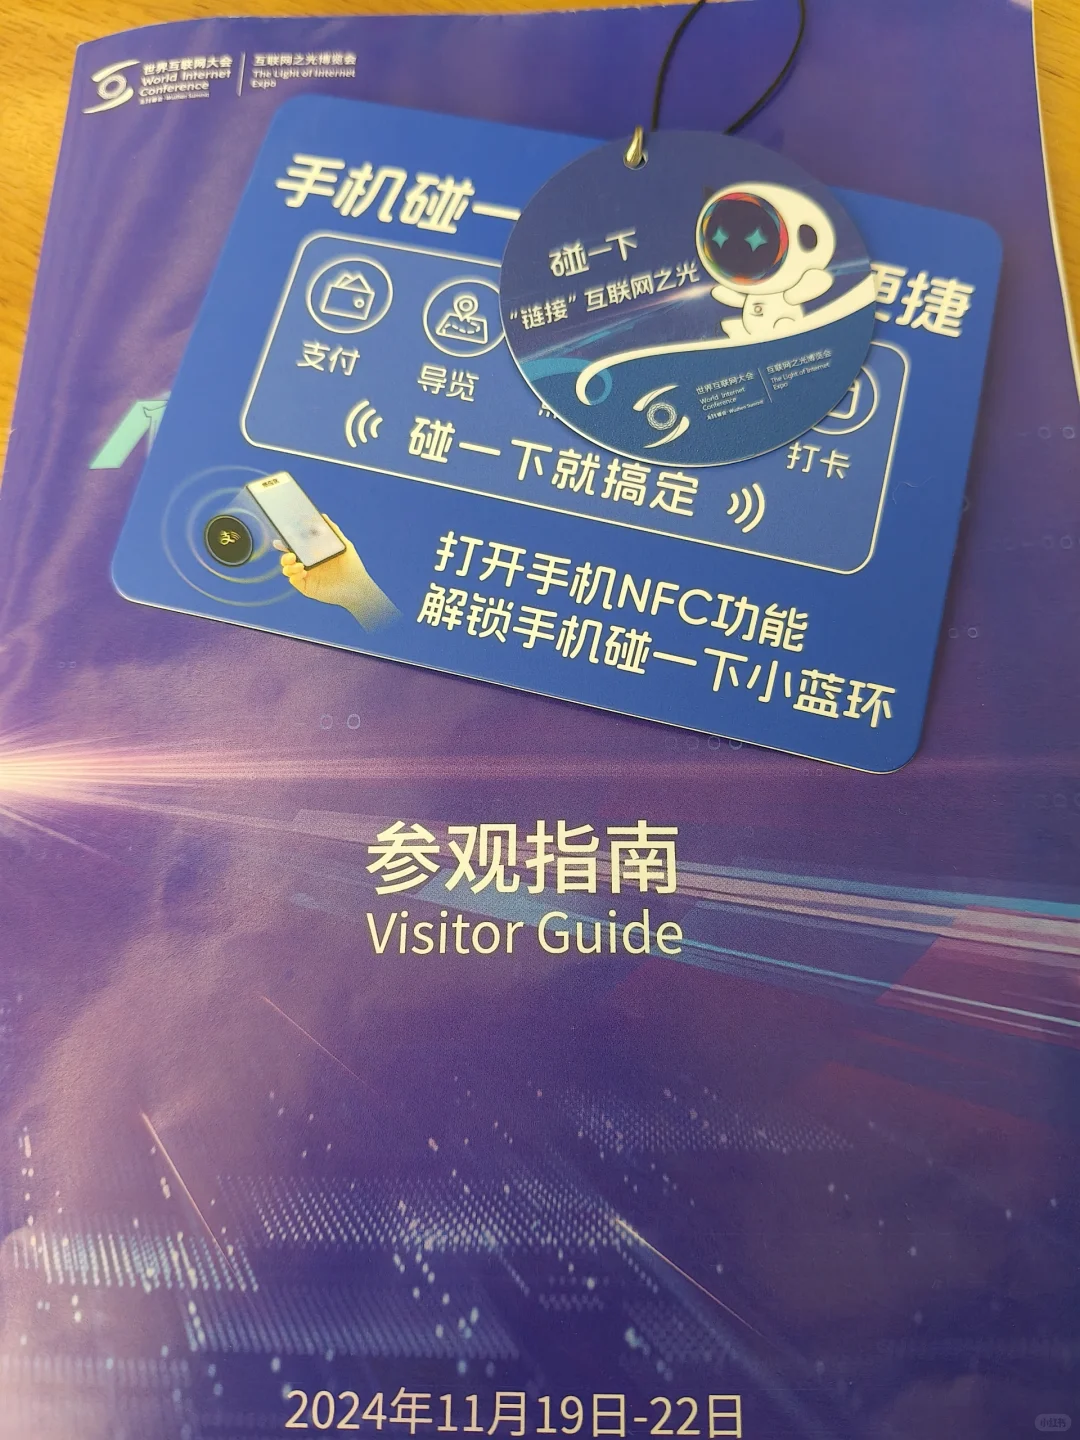 世界互联网大会
World Internet
Conference
互联网之光博览会
The Light of Internet
Expo
手机碰一
更捷
支付
导览
打卡
碰一下就搞定
支
打开手机NFC功能
解锁手机碰一下小蓝环
碰一下
“链接”互联网之光
世界互联网大会
World Internet
Conference
互联网之光博览会
The Light of Internet
Expo
参观指南
Visitor Guide
2024年11月19日-22日
小红书